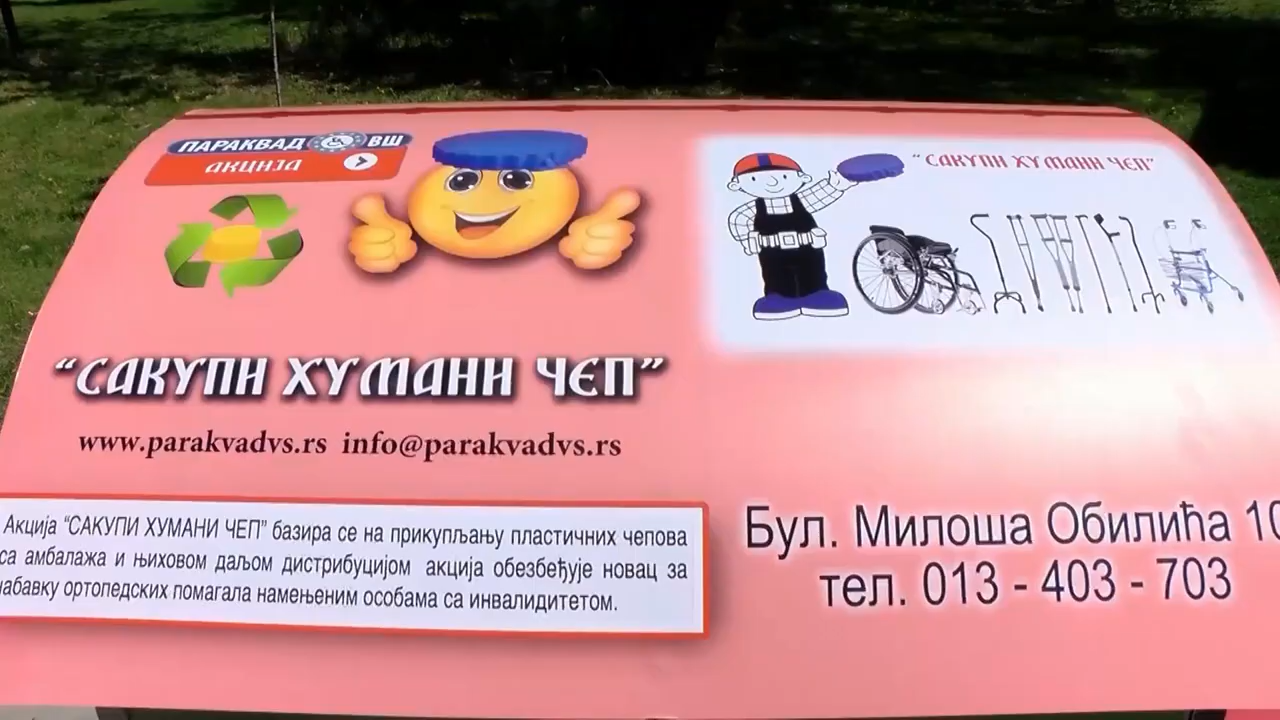 ПАРАКВАД ВШ
акција
"САКУПИ ХУМАНИ ЧЕП"
"САКУПИ ХУМАНИ ЧЕП"
www.parakvadvs.rs info@parakvadvs.rs
Акција "САКУПИ ХУМАНИ ЧЕП" базира се на прикупљању пластичних чепова
са амбалажа и њиховом даљом дистрибуцијом акција обезбеђује новац за
набавку ортопедских помагала намењеним особама са инвалидитетом.
Бул. Милоша Обилића
тел. 013 - 403 - 703